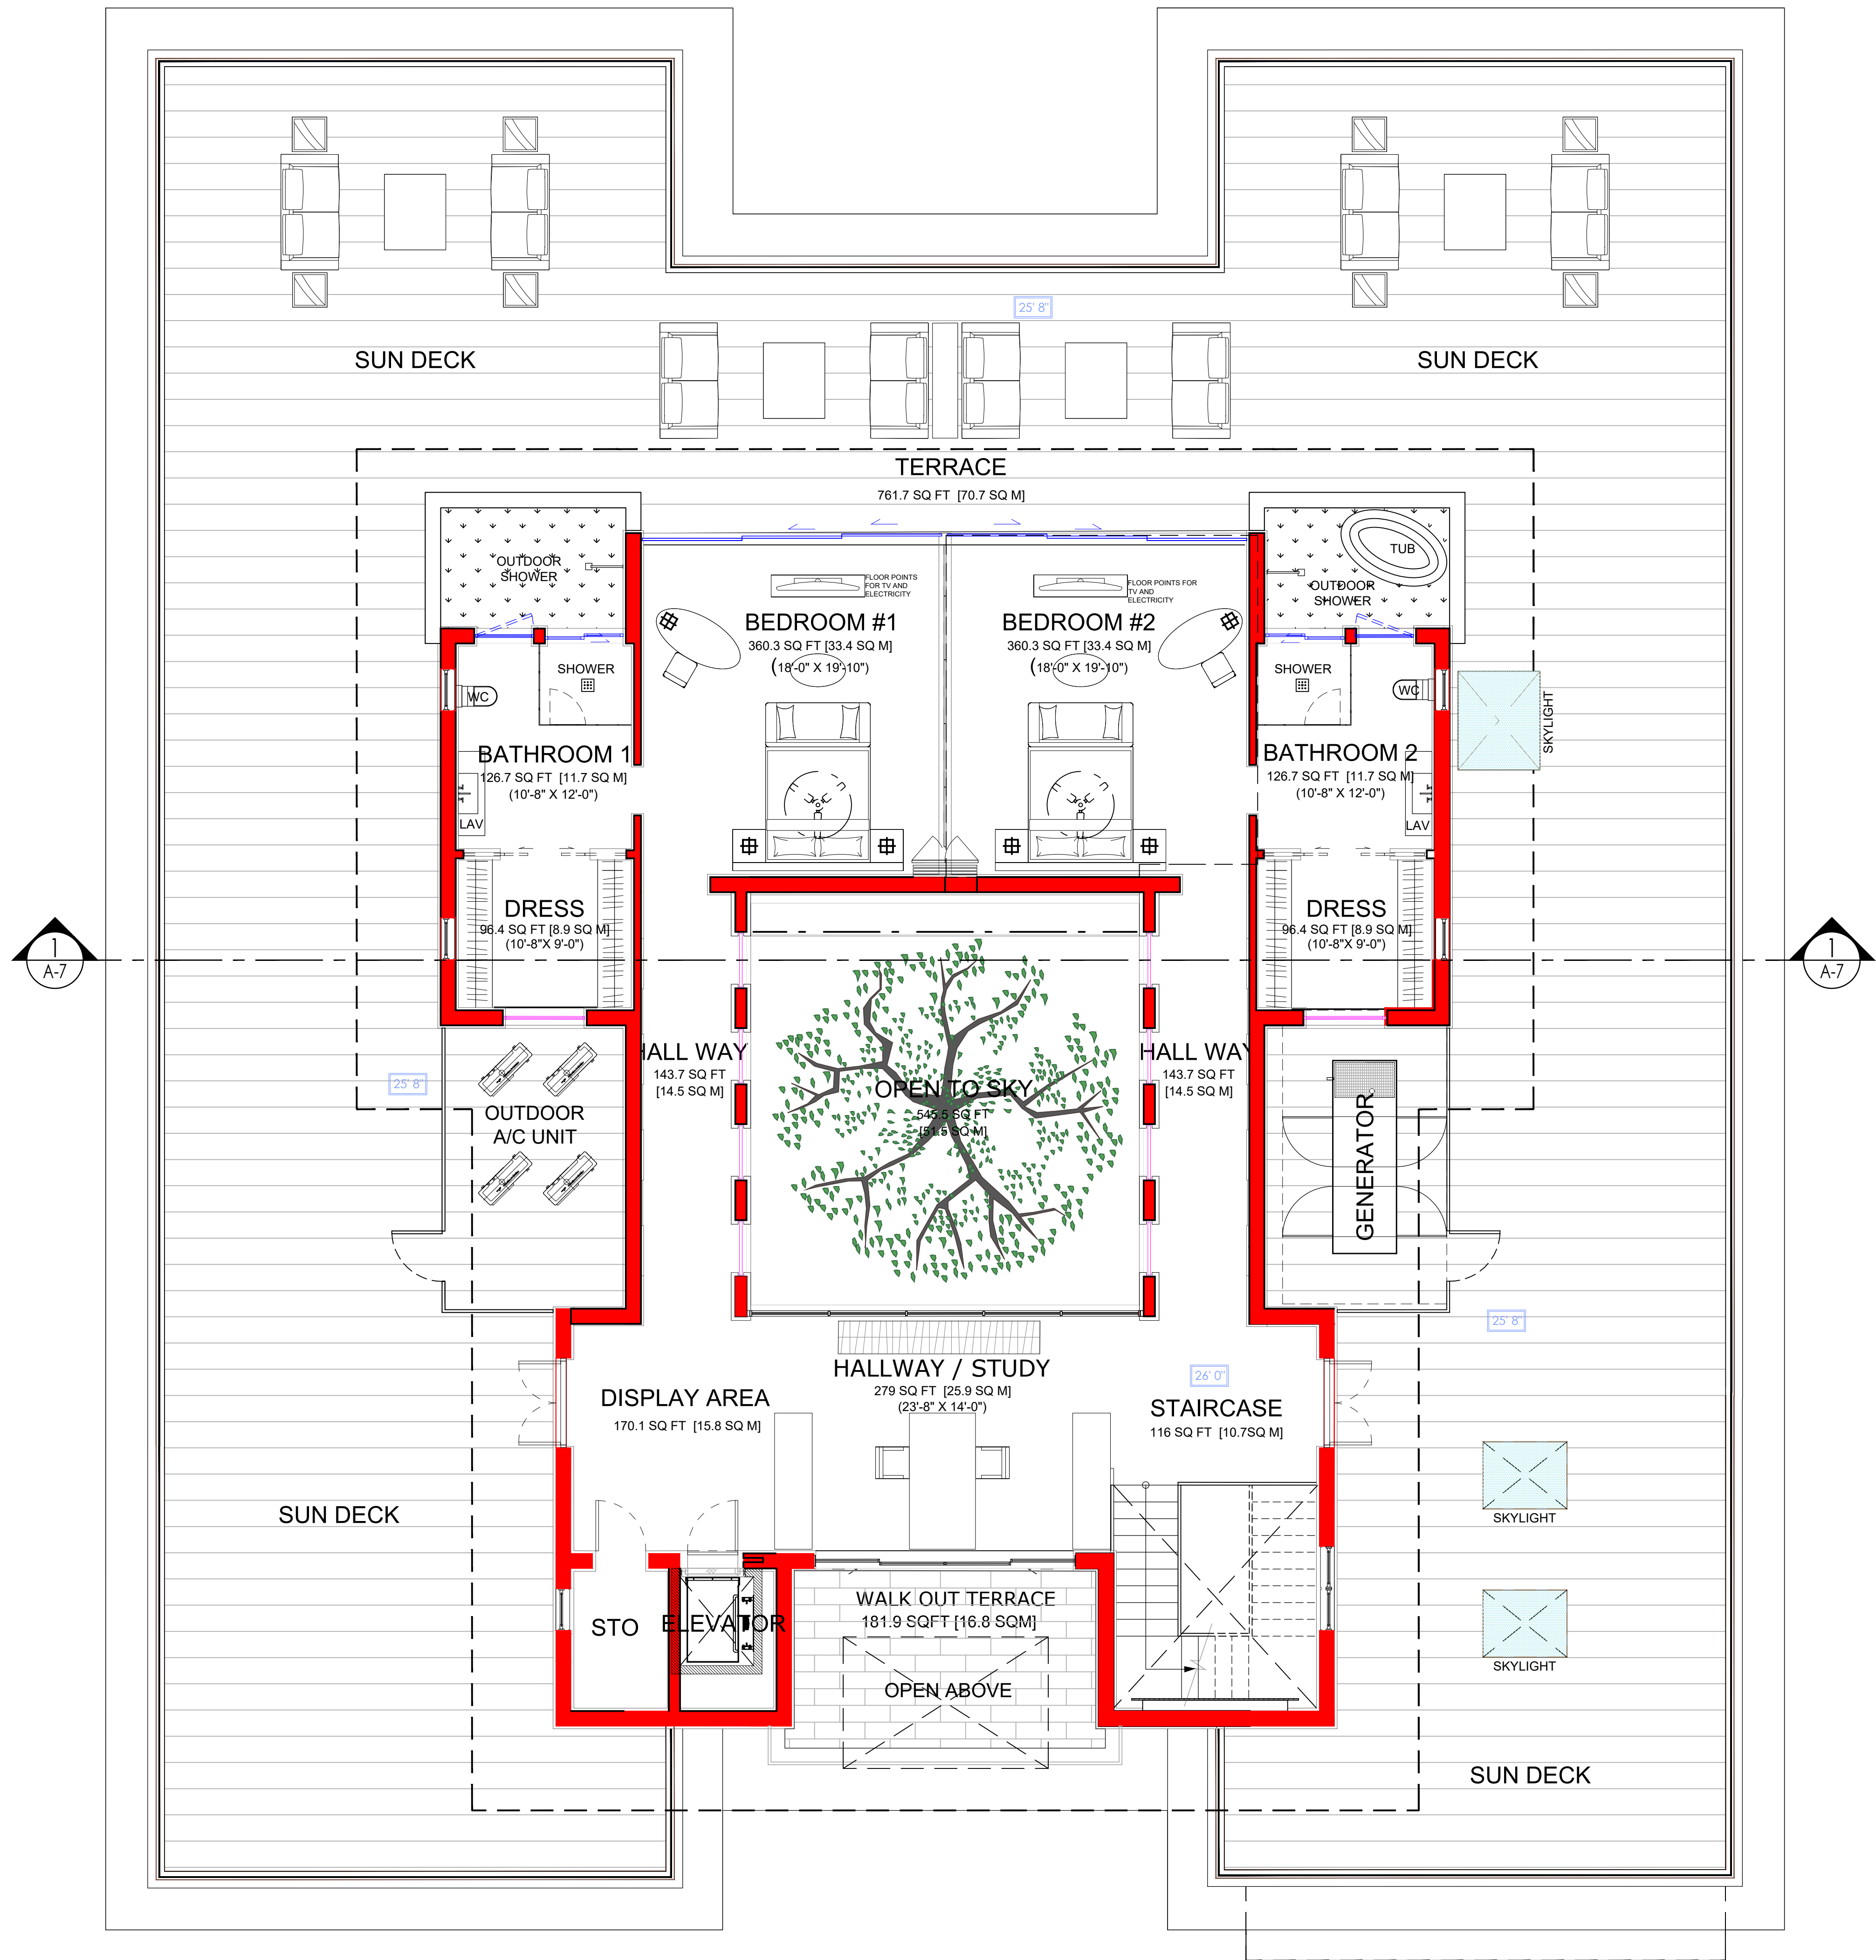 25' 8"
SUN DECK
SUN DECK
TERRACE
761.7 SQ FT [70.7 SQ M]
OUTDOOR
SHOWER
TUB
OUTDOOR
SHOWER
FLOOR POINTS
FOR TV AND
ELECTRICITY
FLOOR POINTS FOR
TV AND
ELECTRICITY
BEDROOM #1
360.3 SQ FT [33.4 SQ M]
(18'-0" X 19'-10")
BEDROOM #2
360.3 SQ FT [33.4 SQ M]
(18'-0" X 19'-10")
SHOWER
WC
SHOWER
WC
SKYLIGHT
BATHROOM 1
126.7 SQ FT [11.7 SQ M]
(10'-8" X 12'-0")
LAV
BATHROOM 2
126.7 SQ FT [11.7 SQ M]
(10'-8" X 12'-0")
LAV
DRESS
96.4 SQ FT [8.9 SQ M]
(10'-8"X 9'-0")
DRESS
96.4 SQ FT [8.9 SQ M]
(10'-8"X 9'-0")
1
A-7
1
A-7
HALL WAY
143.7 SQ FT
[14.5 SQ M]
OPEN TO SKY
545.5 SQ FT
[51.5 SQ M]
HALL WAY
143.7 SQ FT
[14.5 SQ M]
25' 8"
OUTDOOR
A/C UNIT
GENERATOR
25' 8"
HALLWAY / STUDY
279 SQ FT [25.9 SQ M]
(23'-8" X 14'-0")
26' 0"
DISPLAY AREA
170.1 SQ FT [15.8 SQ M]
STAIRCASE
116 SQ FT [10.7SQ M]
SUN DECK
SKYLIGHT
WALK OUT TERRACE
181.9 SQFT [16.8 SQM]
STO
ELEVATOR
SKYLIGHT
OPEN ABOVE
SUN DECK